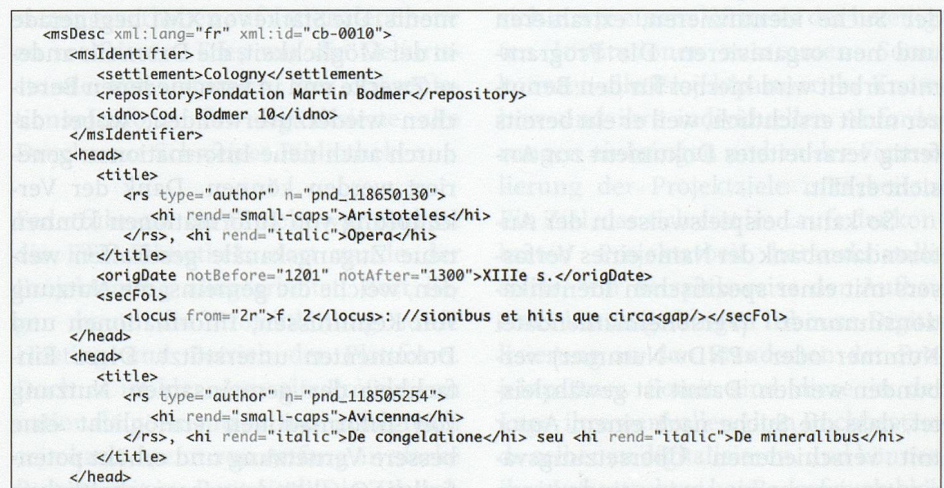 <msDesc xml:lang="fr" xml:id="cb-0010">
<msIdentifier>
<settlement>Cologny</settlement>
<repository>Fondation Martin Bodmer</repository>
<idno>Cod. Bodmer 10</idno>
</msIdentifier>
<head>
<title>
<rs type="author" n="pnd_118650130">
<hi rend="small-caps">Aristoteles</hi>
</rs>, <hi rend="italic">Opera</hi>
</title>
<origDate notBefore="1201" notAfter="1300">XIIIe s.</origDate>
<secFol>
<locus from="2r">f. 2</locus>: //sionibus et hiis que circa<gap/></secFol>
</head>
<head>
<title>
<rs type="author" n="pnd_118505254">
<hi rend="small-caps">Avicenna</hi>
</rs>, <hi rend="italic">De congelatione</hi> seu <hi rend="italic">De mineralibus</hi>
</title>
</head>